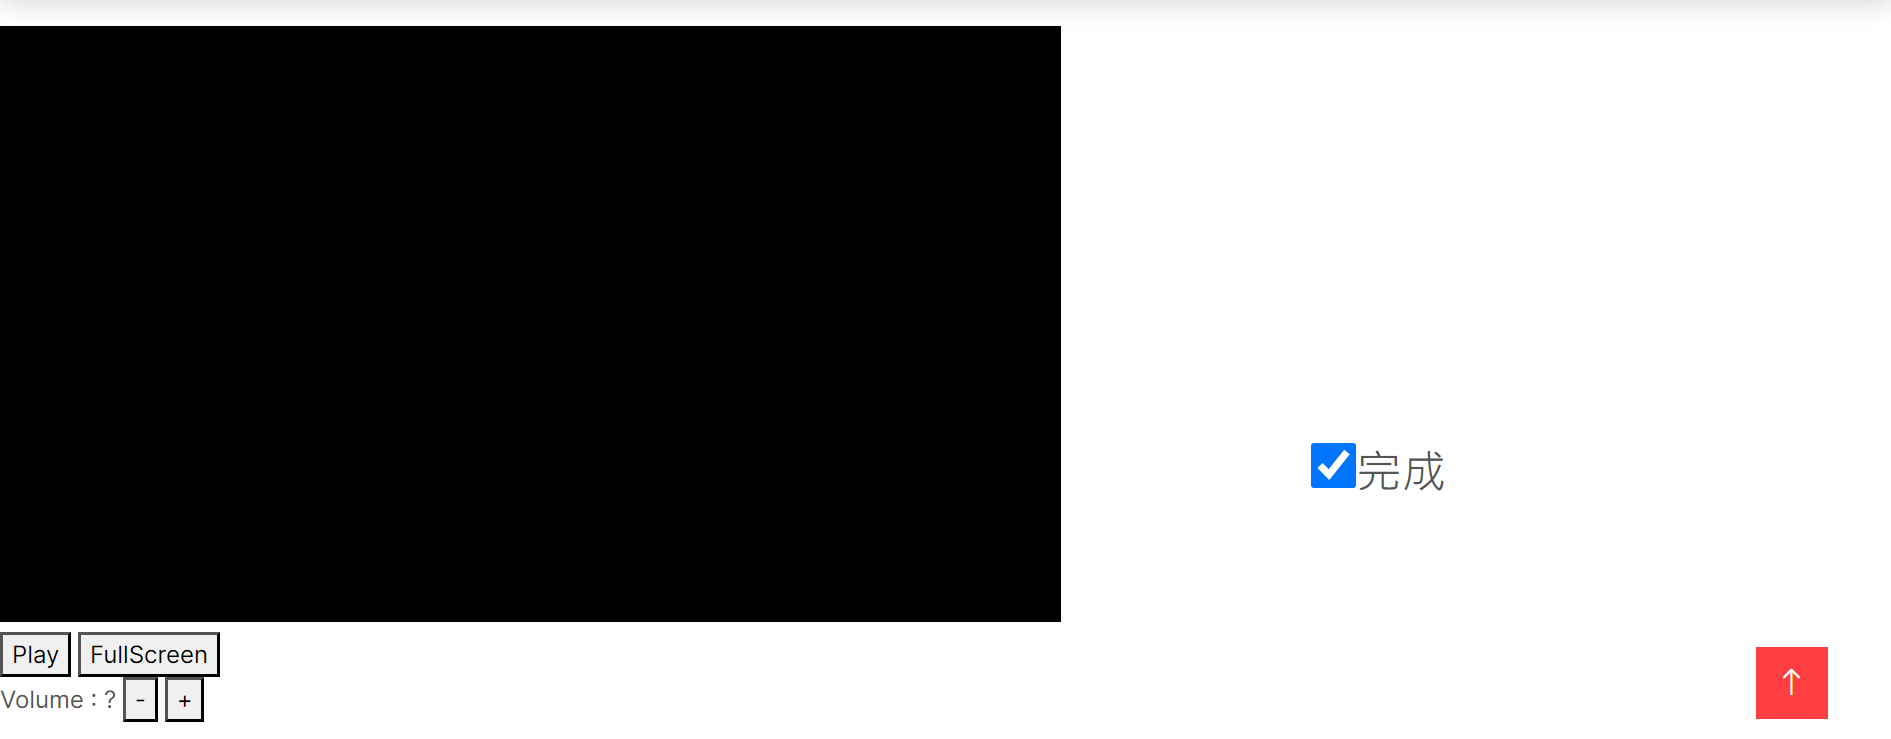 完成
Play FullScreen
Volume : ? - +